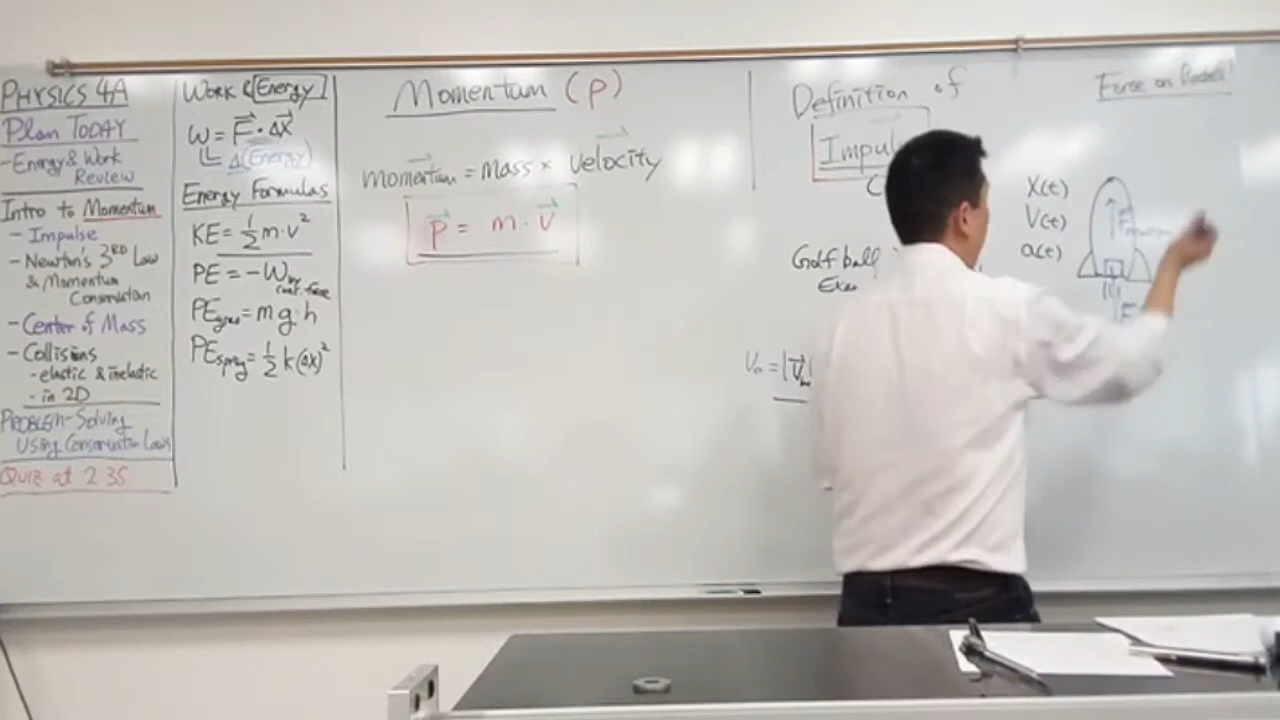 PHYSICS 4A
Plan TODAY
- Energy & Work
Review
Intro to Momentum
- Impulse
- Newton's 3RD Law
& Momentum
Conservation
- Center of Mass
- Collisions
- elastic & inelastic
- in 2D
PROBLEM-Solving
Using Conservation Laws
QUIZ at 2:35
Work & Energy
W = F · ΔX
Δ(Energy)
Energy Formulas
KE = 1/2 m·v²
PE = -W by cons. force
PE grav = m g·h
PE spring = 1/2 k(Δx)²
Momentum (P)
momentum = mass × velocity
P = m · V
Definition of
Impul
Golf ball
Exa
V₀ =
Force on Rocket!
X(t)
V(t)
a(t)
F
F